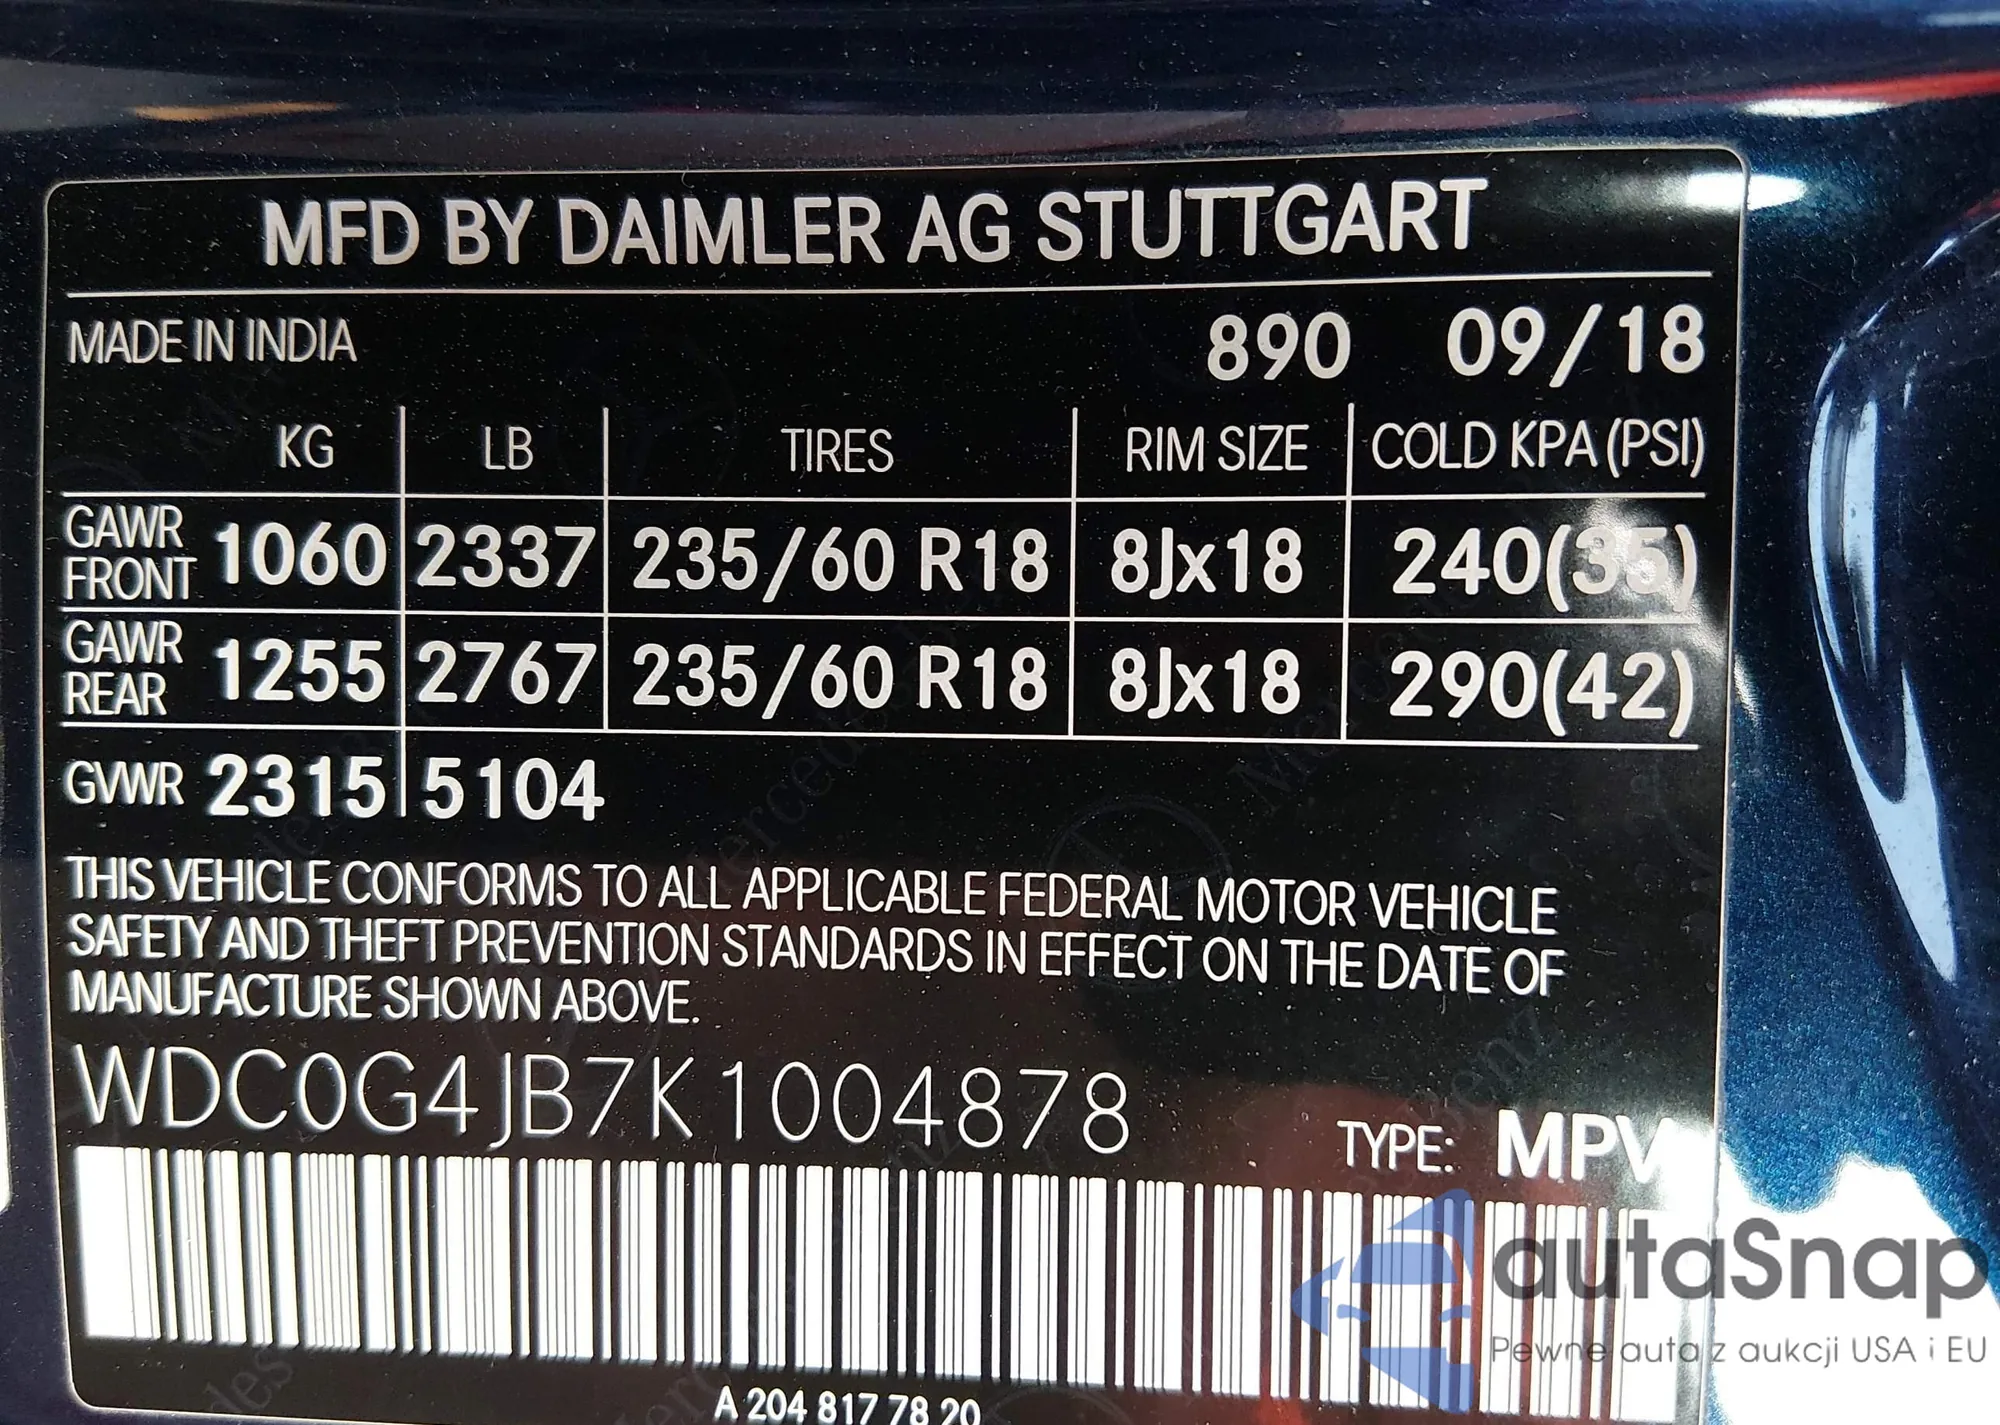 MFD BY DAIMLER AG STUTTGART
MADE IN INDIA 890 09/18
KG LB TIRES RIM SIZE COLD KPA (PSI)
GAWR FRONT 1060 2337 235/60 R18 8Jx18 240(35)
GAWR REAR 1255 2767 235/60 R18 8Jx18 290(42)
GVWR 2315 5104
THIS VEHICLE CONFORMS TO ALL APPLICABLE FEDERAL MOTOR VEHICLE
SAFETY AND THEFT PREVENTION STANDARDS IN EFFECT ON THE DATE OF
MANUFACTURE SHOWN ABOVE.
WDC0G4JB7K1004878
TYPE: MPV
A 204 817 78 20
autaSnap
Pewne auta z aukcji USA i EU